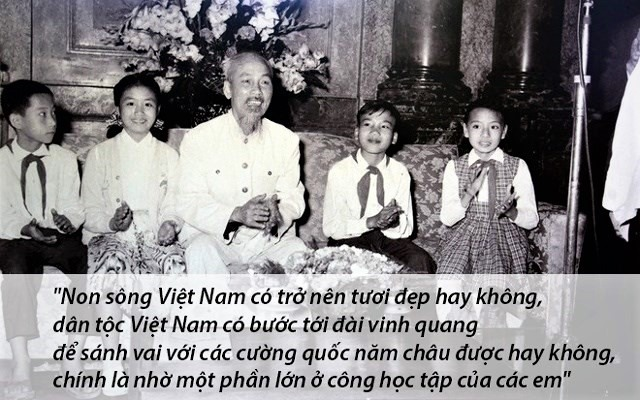 "Non sông Việt Nam có trở nên tươi đẹp hay không,
dân tộc Việt Nam có bước tới đài vinh quang
để sánh vai với các cường quốc năm châu được hay không,
chính là nhờ một phần lớn ở công học tập của các em"